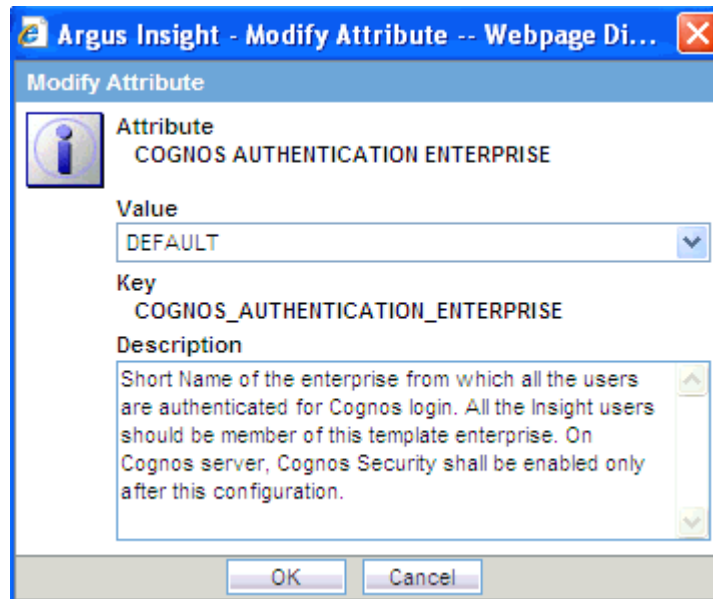 Argus Insight - Modify Attribute -- Webpage Di...
Modify Attribute
Attribute
COGNOS AUTHENTICATION ENTERPRISE
Value
DEFAULT
Key
COGNOS_AUTHENTICATION_ENTERPRISE
Description
Short Name of the enterprise from which all the users
are authenticated for Cognos login. All the Insight users
should be member of this template enterprise. On
Cognos server, Cognos Security shall be enabled only
after this configuration.
OK Cancel